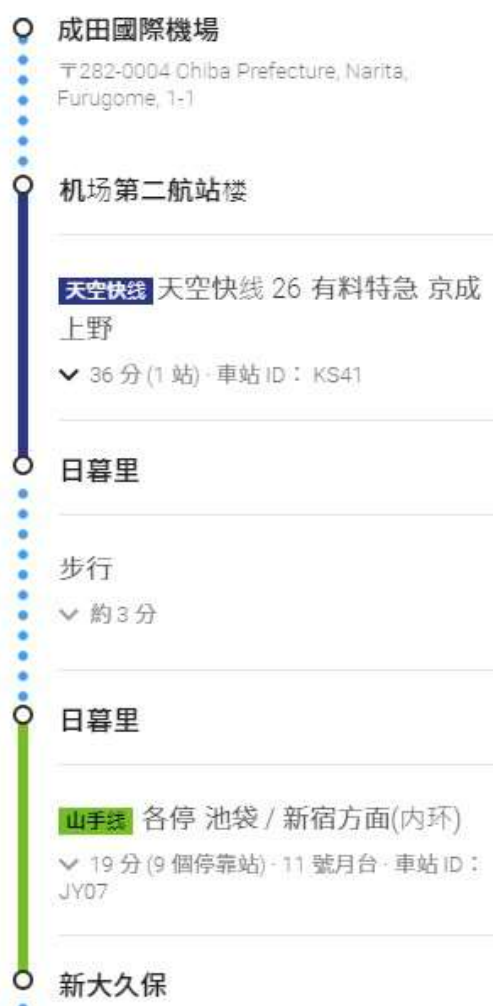 成田國際機場
〒282-0004 Chiba Prefecture, Narita,
Furugome, 1-1
机场第二航站楼
天空快线 天空快线 26 有料特急 京成
上野
36 分 (1 站) · 車站 ID： KS41
日暮里
步行
約 3 分
日暮里
山手线 各停 池袋 / 新宿方面(内环)
19 分 (9 個停靠站) · 11 號月台 · 車站 ID：
JY07
新大久保